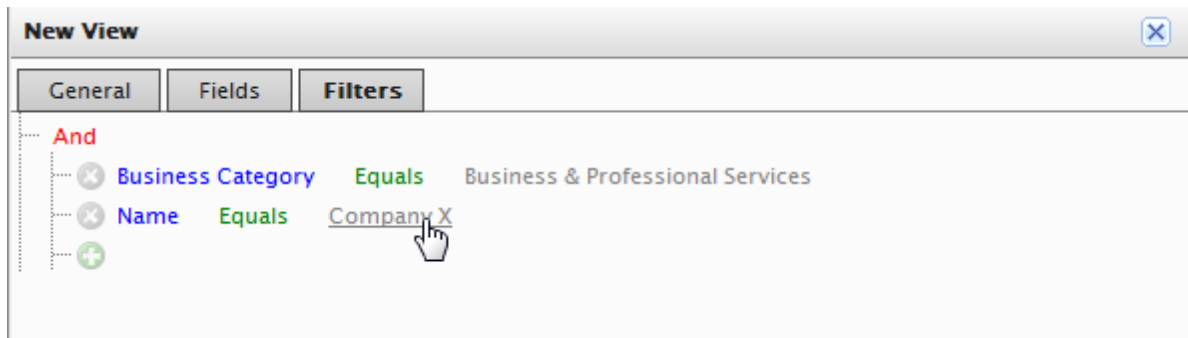 New View
General Fields Filters
And
Business Category Equals Business & Professional Services
Name Equals Company X